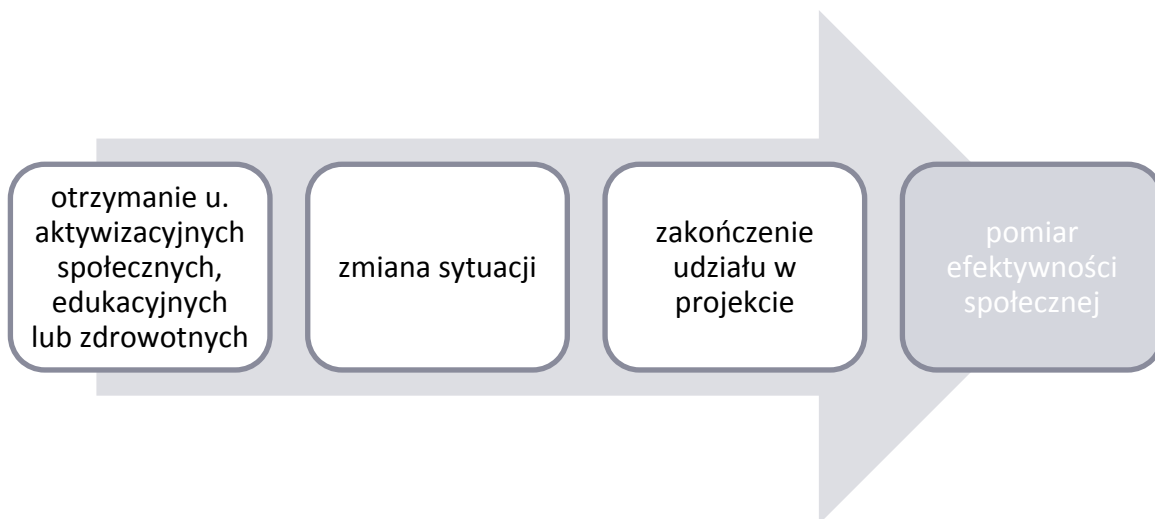 otrzymanie u.
aktywizacyjnych
społecznych,
edukacyjnych
lub zdrowotnych
zmiana sytuacji
zakończenie
udziału w
projekcie
pomiar
efektywności
społecznej